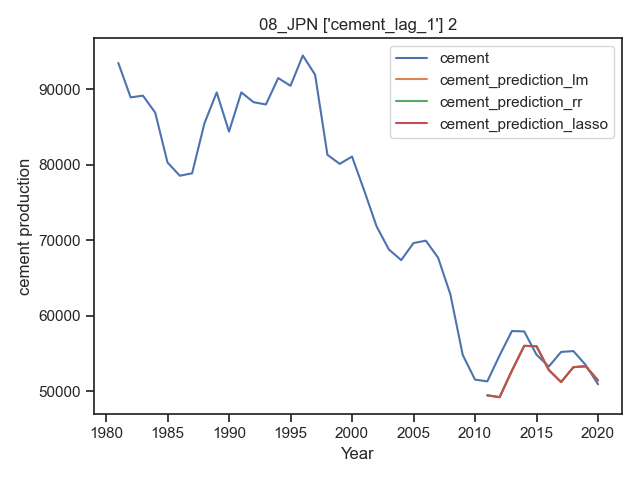 08_JPN ['cement_lag_1'] 2
cement
cement_prediction_lm
cement_prediction_rr
cement_prediction_lasso
cement production
90000
80000
70000
60000
50000
1980 1985 1990 1995 2000 2005 2010 2015 2020
Year